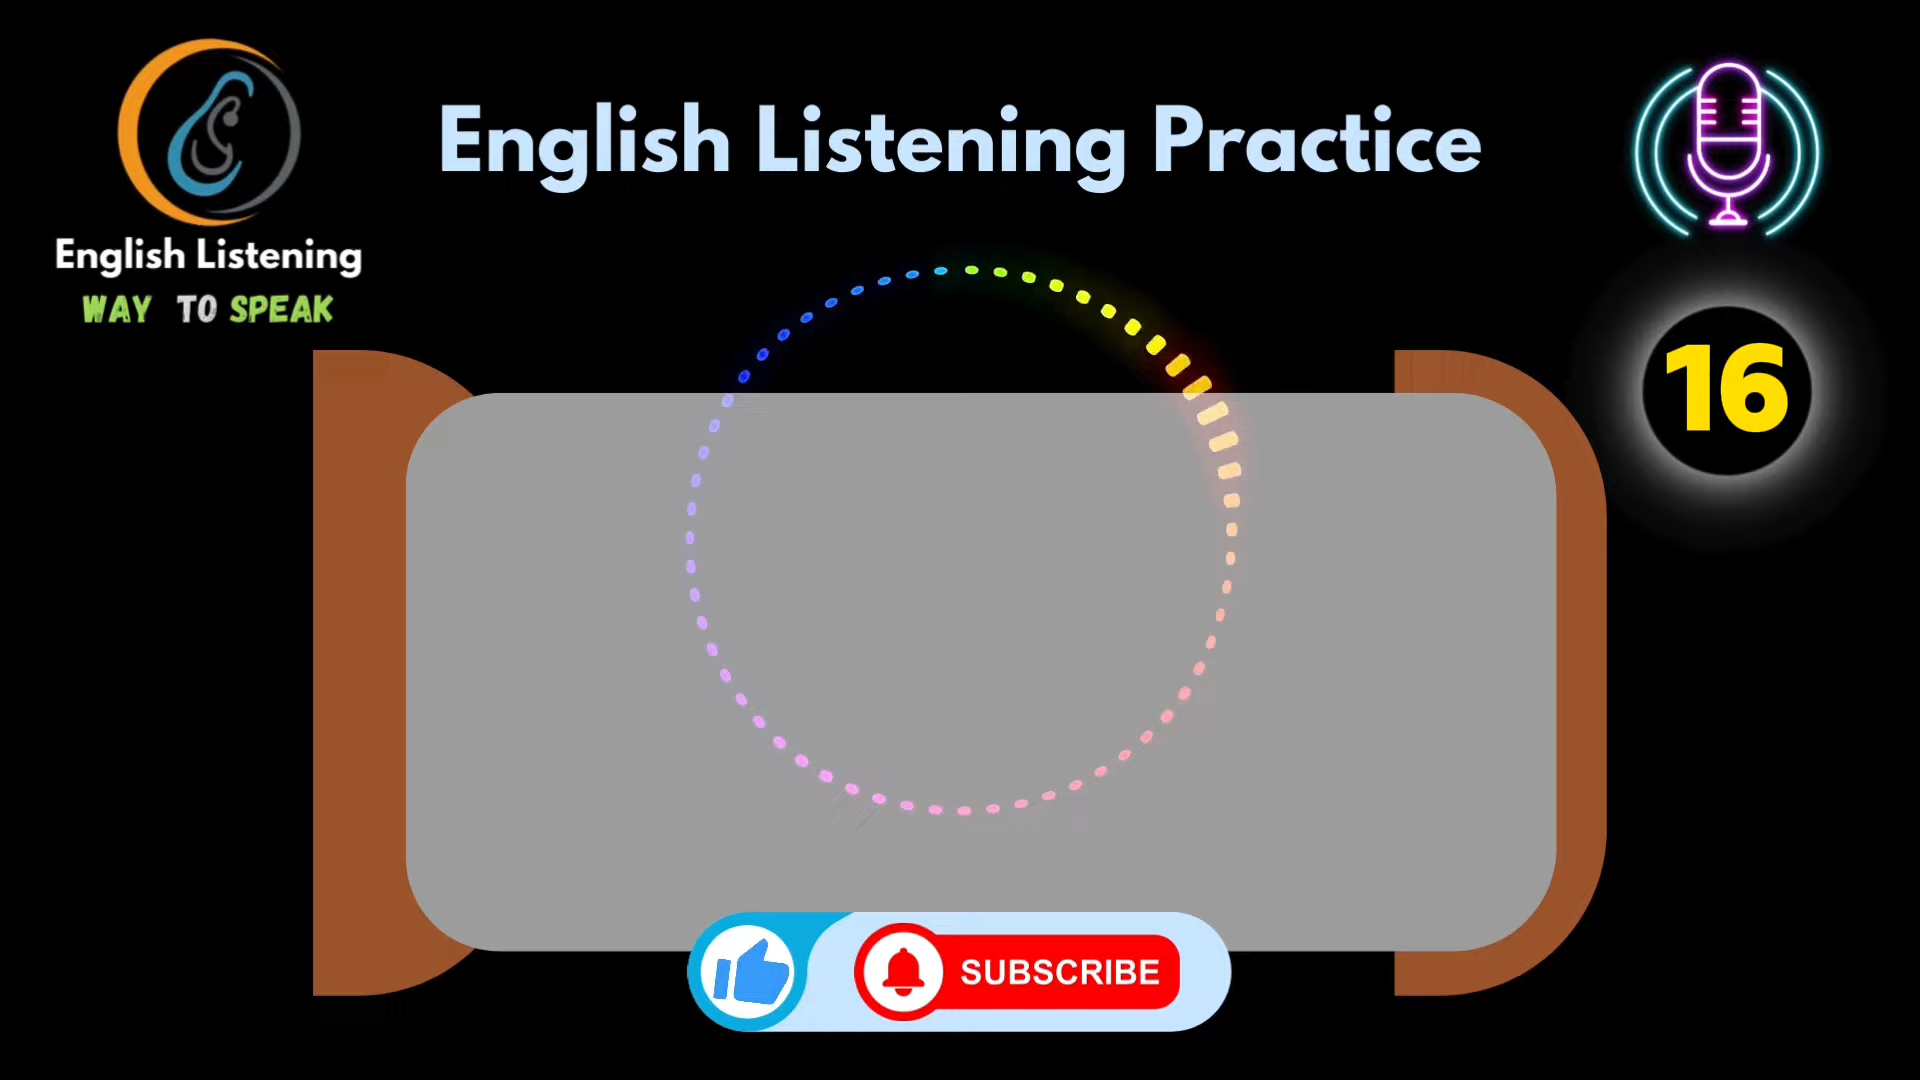 English Listening Practice
English Listening
WAY TO SPEAK
16
SUBSCRIBE